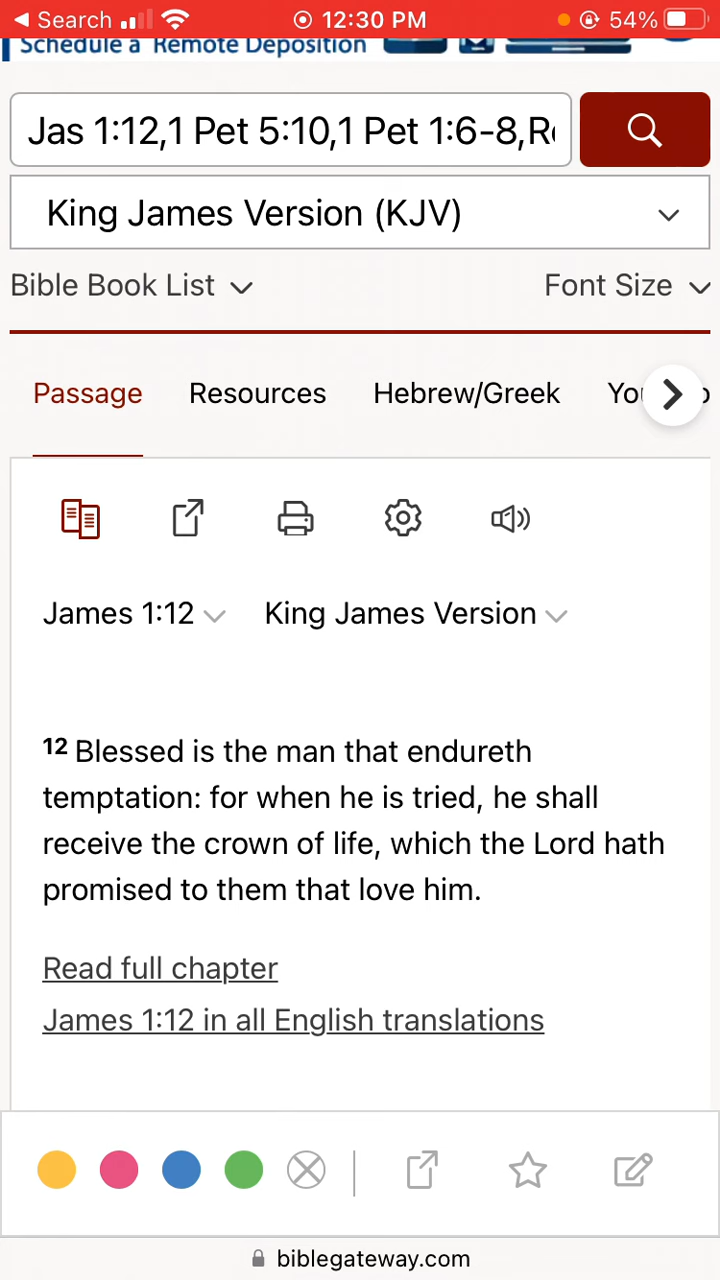 Search 12:30 PM 54%
Schedule a Remote Deposition
Jas 1:12,1 Pet 5:10,1 Pet 1:6-8,R
King James Version (KJV)
Bible Book List Font Size
Passage Resources Hebrew/Greek
James 1:12 King James Version
12 Blessed is the man that endureth
temptation: for when he is tried, he shall
receive the crown of life, which the Lord hath
promised to them that love him.
Read full chapter
James 1:12 in all English translations
biblegateway.com